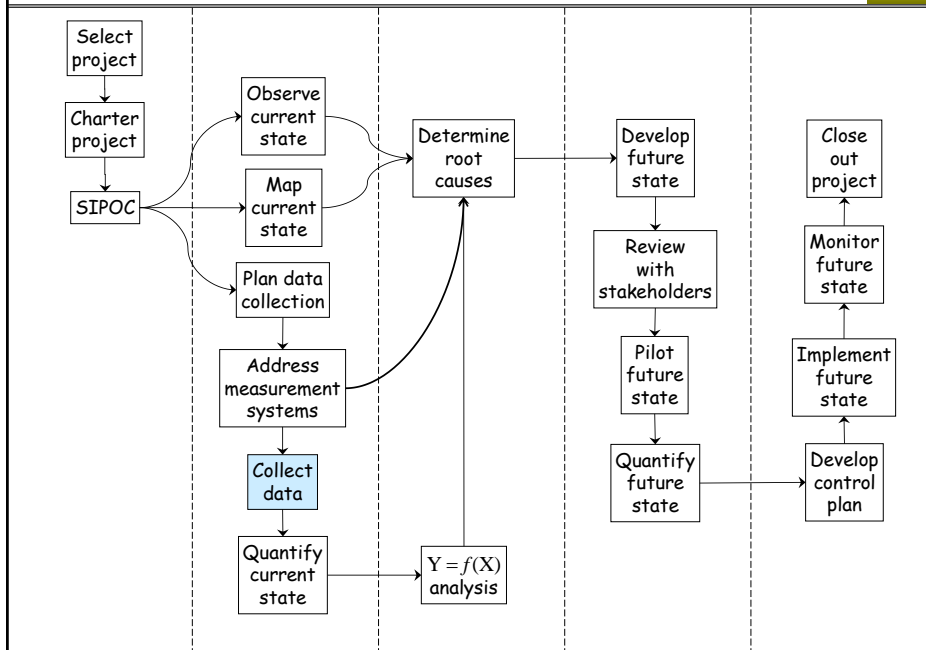 Select
project
Charter
project
SIPOC
Observe
current
state
Map
current
state
Plan data
collection
Address
measurement
systems
Collect
data
Quantify
current
state
Determine
root
causes
Y = f(X)
analysis
Develop
future
state
Review
with
stakeholders
Pilot
future
state
Quantify
future
state
Close
out
project
Monitor
future
state
Implement
future
state
Develop
control
plan